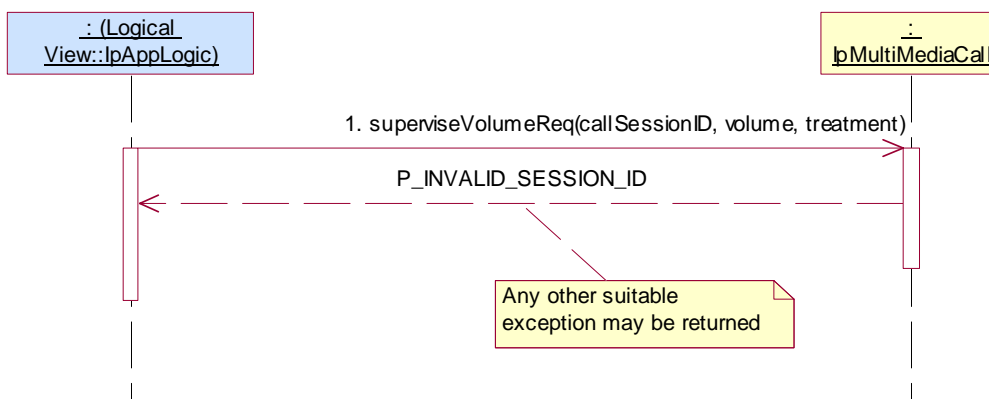 : (Logical
View::IpAppLogic)
:
IpMultiMediaCall
1. superviseVolumeReq(callSessionID, volume, treatment)
P_INVALID_SESSION_ID
Any other suitable
exception may be returned